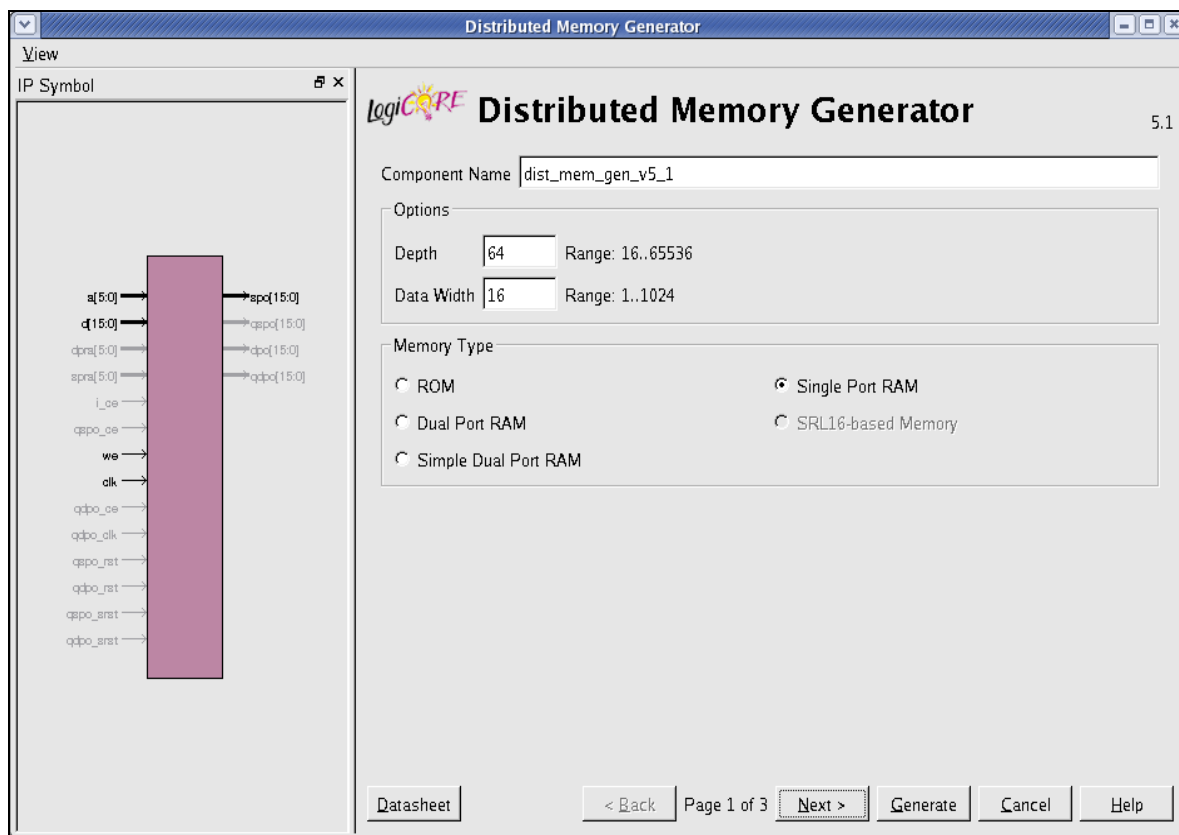 Distributed Memory Generator
View
IP Symbol
a[5:0]
d[15:0]
dpra[5:0]
spra[5:0]
i_ce
qspo_ce
we
clk
qdpo_ce
qdpo_clk
qspo_rst
qdpo_rst
qspo_srst
qdpo_srst
spo[15:0]
qspo[15:0]
dpo[15:0]
qdpo[15:0]
LogiCORE Distributed Memory Generator 5.1
Component Name dist_mem_gen_v5_1
Options
Depth 64 Range: 16..65536
Data Width 16 Range: 1..1024
Memory Type
ROM Single Port RAM
Dual Port RAM SRL16-based Memory
Simple Dual Port RAM
Datasheet < Back Page 1 of 3 Next > Generate Cancel Help